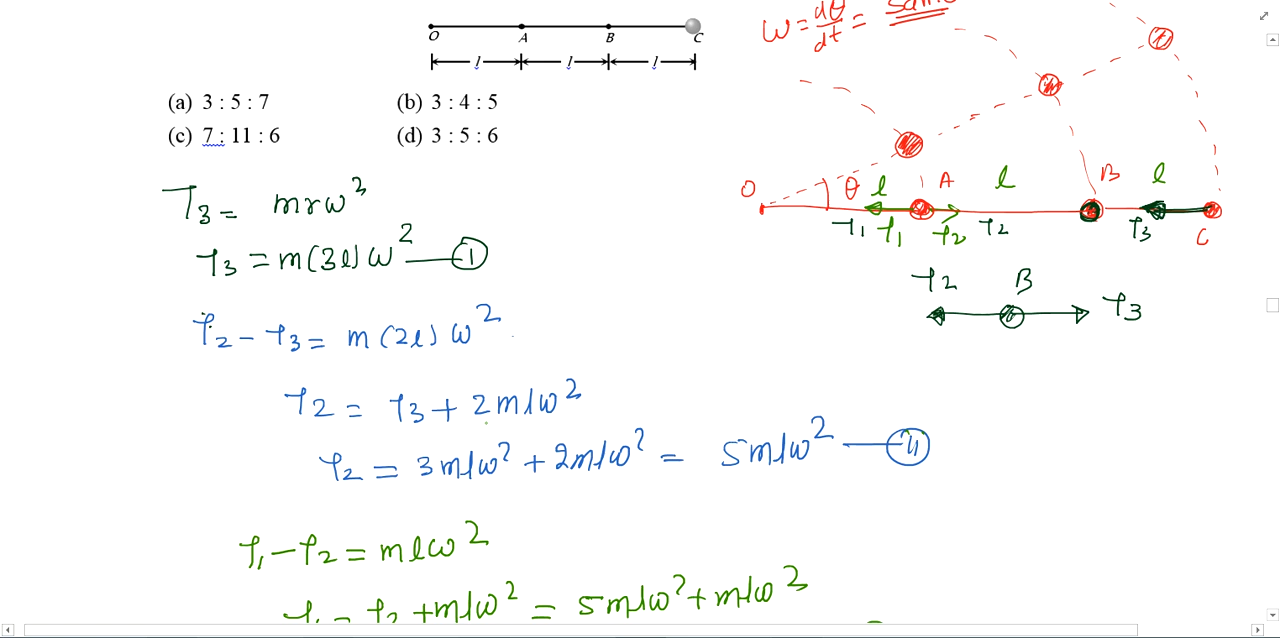 O A B C
l l l
(a) 3 : 5 : 7 (b) 3 : 4 : 5
(c) 7 : 11 : 6 (d) 3 : 5 : 6
ω = dθ/dt = same
O θ l A l B l C
T₁ T₁ T₂ T₂ T₃
T₂ B T₃
T₃ = mrω²
T₃ = m(3l)ω² — ①
T₂ - T₃ = m(2l)ω²
T₂ = T₃ + 2mlω²
T₂ = 3mlω² + 2mlω² = 5mlω² — ⑪
T₁ - T₂ = mlω²
T₁ = T₂ + mlω² = 5mlω² + mlω²